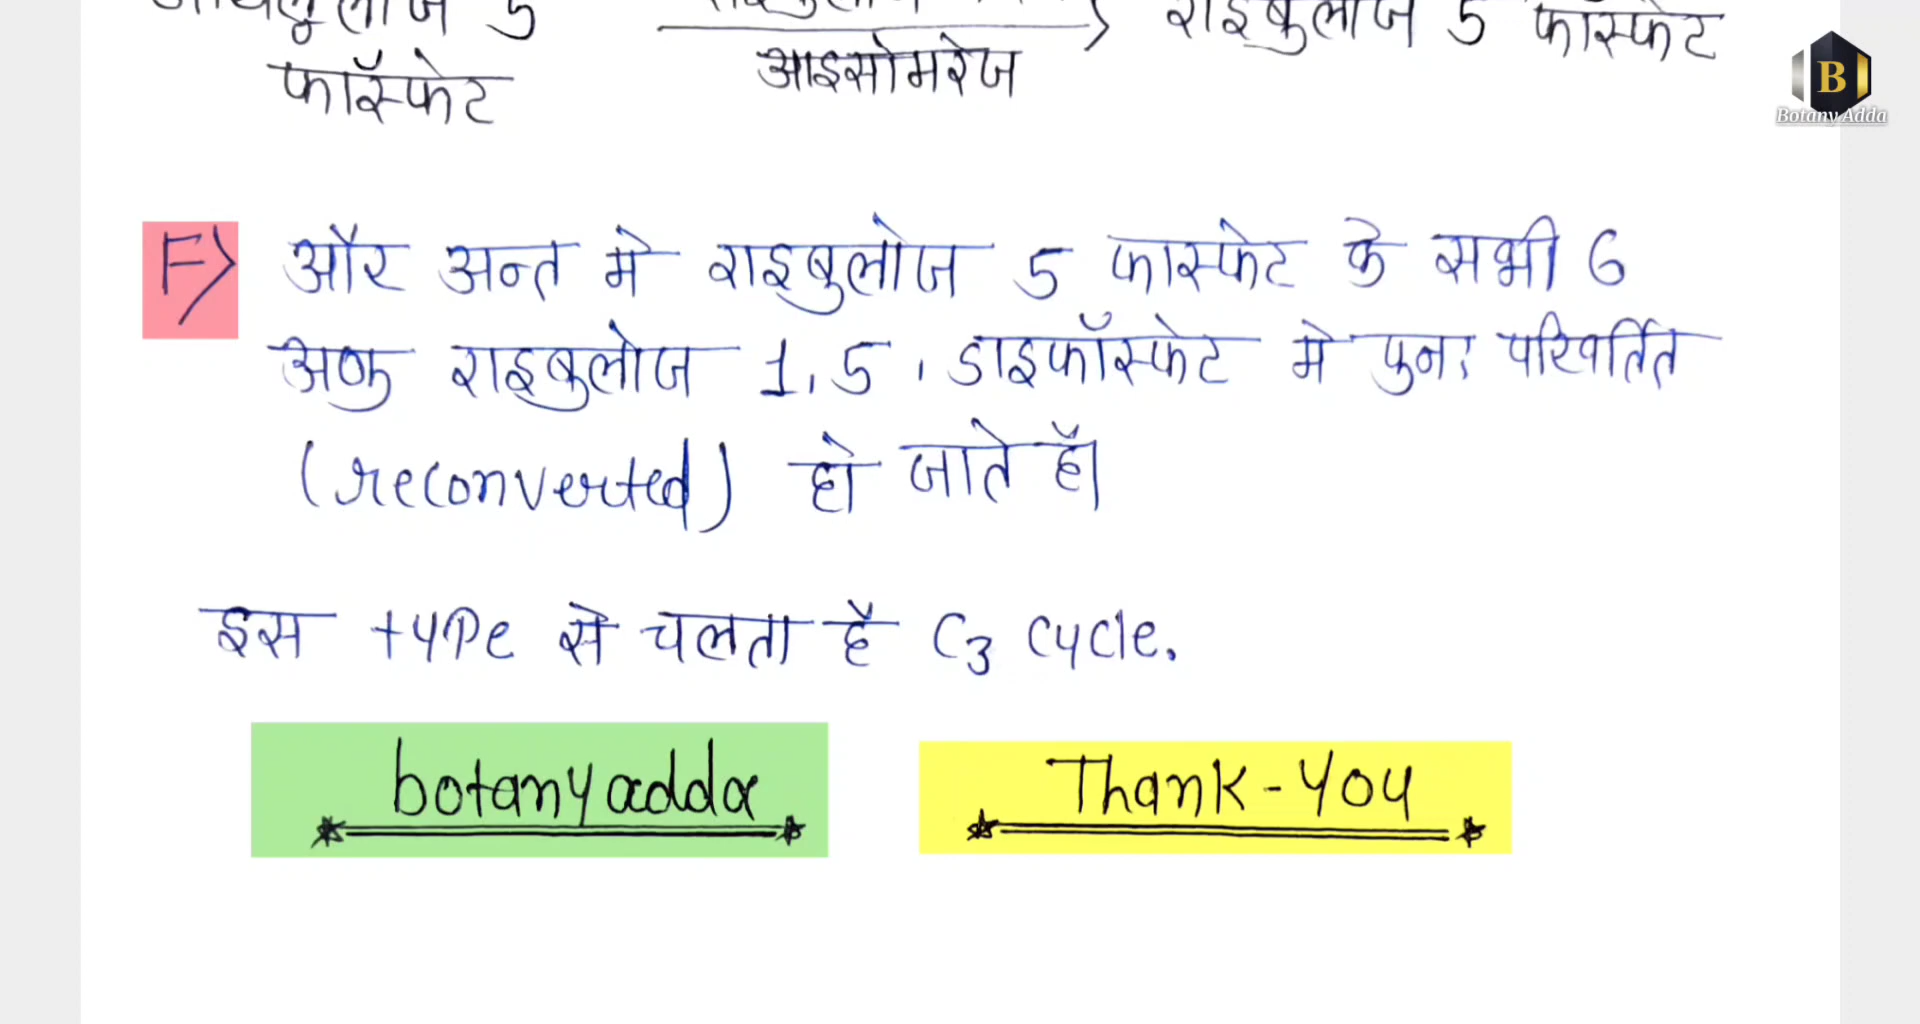 5
राइबुलोज 5 फॉस्फेट
फॉस्फेट
आइसोमरेज
B
Botany Adda
F> और अन्त मे राइबुलोज 5 फास्फेट के सभी 6
अणु राइबुलोज 1,5, डाइफॉस्फेट मे पुनः परिवर्तित
(reconverted) हो जाते हैं।
इस type से चलता है C3 cycle.
botanyadda
Thank-You